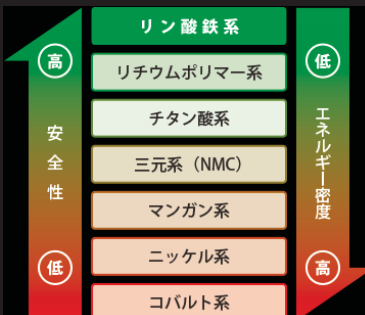 高
安全性
低
リン酸鉄系
リチウムポリマー系
チタン酸系
三元系（NMC）
マンガン系
ニッケル系
コバルト系
低
エネルギー密度
高